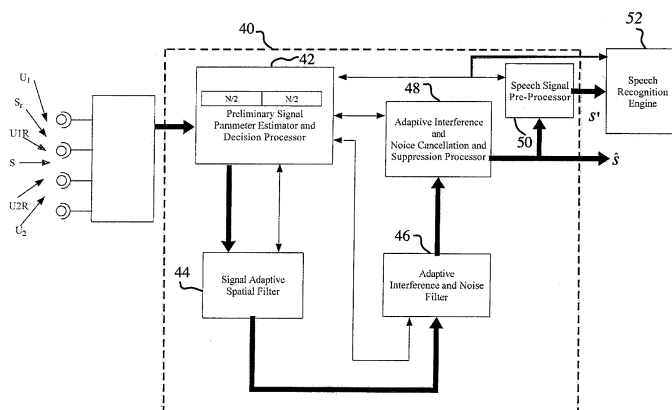 40
52
42
U1
Sr
U1R
S
U2R
U2
N/2 N/2
Preliminary Signal
Parameter Estimator and
Decision Processor
48
Adaptive Interference
and
Noise Cancellation and
Suppression Processor
Speech Signal
Pre-Processor
50
S'
Speech
Recognition
Engine
ŝ
44
Signal Adaptive
Spatial Filter
46
Adaptive
Interference and Noise
Filter